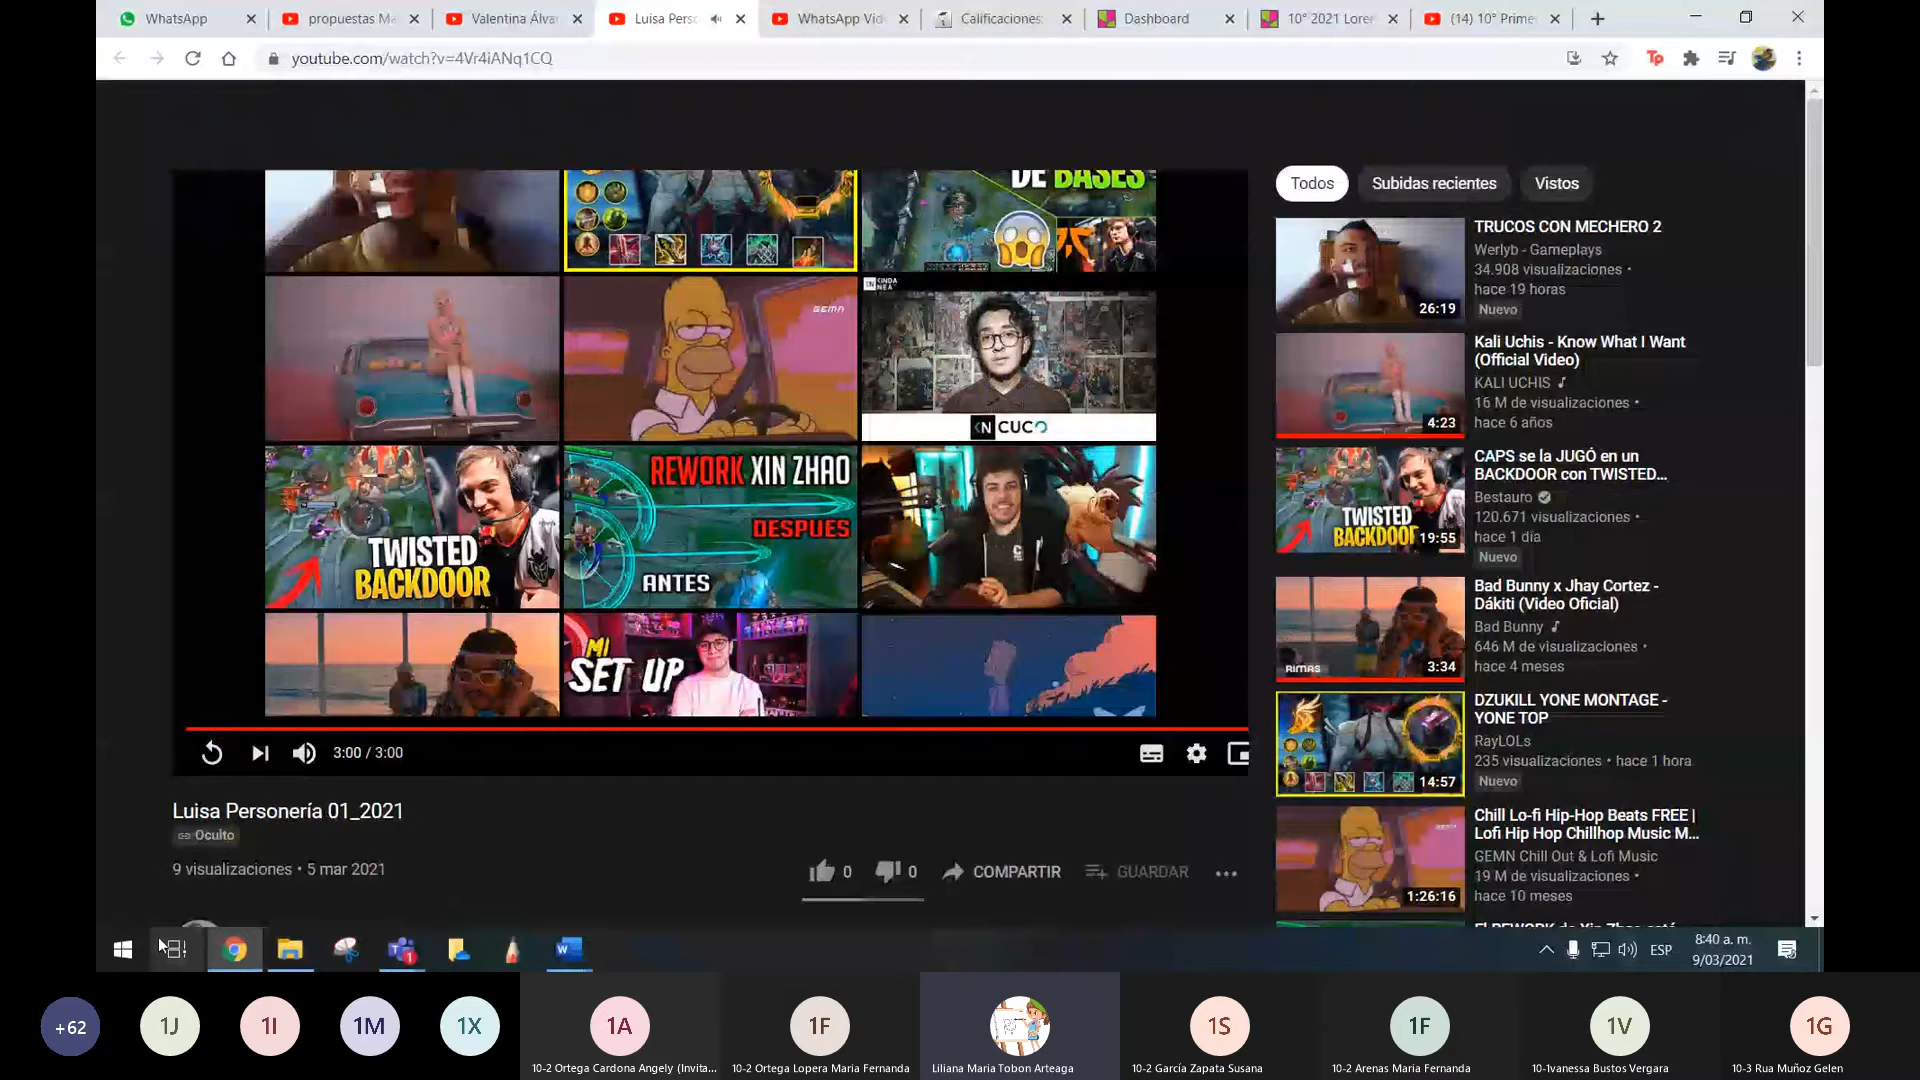 WhatsApp
propuestas Ma
Valentina Álvar
Luisa Perso
WhatsApp Vid
Calificaciones:
Dashboard
10° 2021 Loren
(14) 10° Prime
youtube.com/watch?v=4Vr4iANq1CQ
Tp
DE BASES
GEMN
CUCO
TWISTED
BACKDOOR
REWORK XIN ZHAO
DESPUES
ANTES
MI
SET UP
3:00 / 3:00
Luisa Personería 01_2021
Oculto
9 visualizaciones • 5 mar 2021
0
0
COMPARTIR
GUARDAR
Todos
Subidas recientes
Vistos
26:19
TRUCOS CON MECHERO 2
Werlyb - Gameplays
34.908 visualizaciones •
hace 19 horas
Nuevo
4:23
Kali Uchis - Know What I Want
(Official Video)
KALI UCHIS
16 M de visualizaciones •
hace 6 años
TWISTED
BACKDOOR
19:55
CAPS se la JUGÓ en un
BACKDOOR con TWISTED...
Bestauro
120.671 visualizaciones •
hace 1 día
Nuevo
RIMAS
3:34
Bad Bunny x Jhay Cortez -
Dákiti (Video Oficial)
Bad Bunny
646 M de visualizaciones •
hace 4 meses
14:57
DZUKILL YONE MONTAGE -
YONE TOP
RayLOLs
235 visualizaciones • hace 1 hora
Nuevo
1:26:16
Chill Lo-fi Hip-Hop Beats FREE |
Lofi Hip Hop Chillhop Music M...
GEMN Chill Out & Lofi Music
19 M de visualizaciones •
hace 10 meses
1
ESP
8:40 a. m.
9/03/2021
+62
1J
1I
1M
1X
1A
10-2 Ortega Cardona Angely (Invita...
1F
10-2 Ortega Lopera Maria Fernanda
Liliana Maria Tobon Arteaga
1S
10-2 García Zapata Susana
1F
10-2 Arenas Maria Fernanda
1V
10-1vanessa Bustos Vergara
1G
10-3 Rua Muñoz Gelen